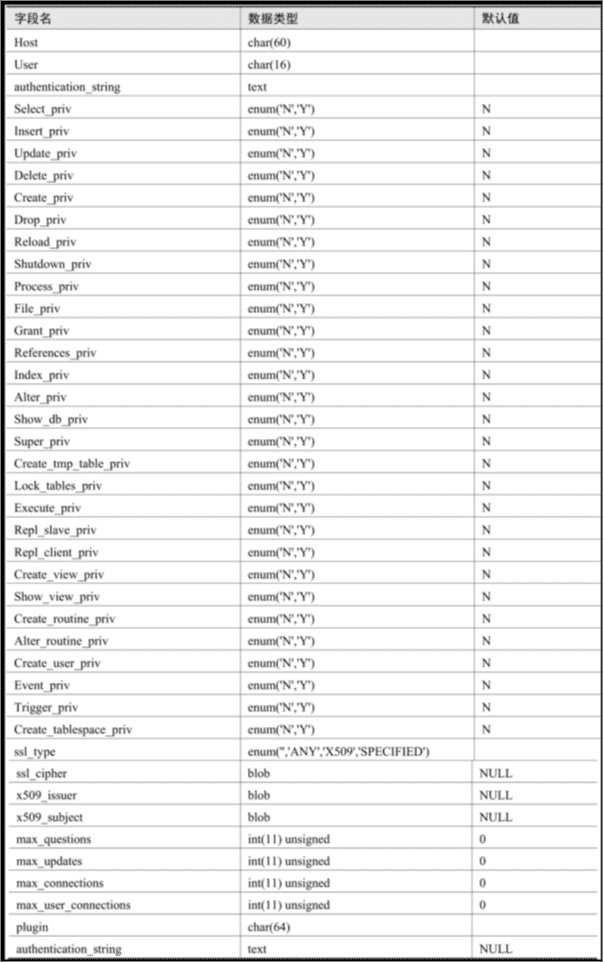 字段名 数据类型 默认值
Host char(60)
User char(16)
authentication_string text
Select_priv enum('N','Y') N
Insert_priv enum('N','Y') N
Update_priv enum('N','Y') N
Delete_priv enum('N','Y') N
Create_priv enum('N','Y') N
Drop_priv enum('N','Y') N
Reload_priv enum('N','Y') N
Shutdown_priv enum('N','Y') N
Process_priv enum('N','Y') N
File_priv enum('N','Y') N
Grant_priv enum('N','Y') N
References_priv enum('N','Y') N
Index_priv enum('N','Y') N
Alter_priv enum('N','Y') N
Show_db_priv enum('N','Y') N
Super_priv enum('N','Y') N
Create_tmp_table_priv enum('N','Y') N
Lock_tables_priv enum('N','Y') N
Execute_priv enum('N','Y') N
Repl_slave_priv enum('N','Y') N
Repl_client_priv enum('N','Y') N
Create_view_priv enum('N','Y') N
Show_view_priv enum('N','Y') N
Create_routine_priv enum('N','Y') N
Alter_routine_priv enum('N','Y') N
Create_user_priv enum('N','Y') N
Event_priv enum('N','Y') N
Trigger_priv enum('N','Y') N
Create_tablespace_priv enum('N','Y') N
ssl_type enum('','ANY','X509','SPECIFIED')
ssl_cipher blob NULL
x509_issuer blob NULL
x509_subject blob NULL
max_questions int(11) unsigned 0
max_updates int(11) unsigned 0
max_connections int(11) unsigned 0
max_user_connections int(11) unsigned 0
plugin char(64)
authentication_string text NULL